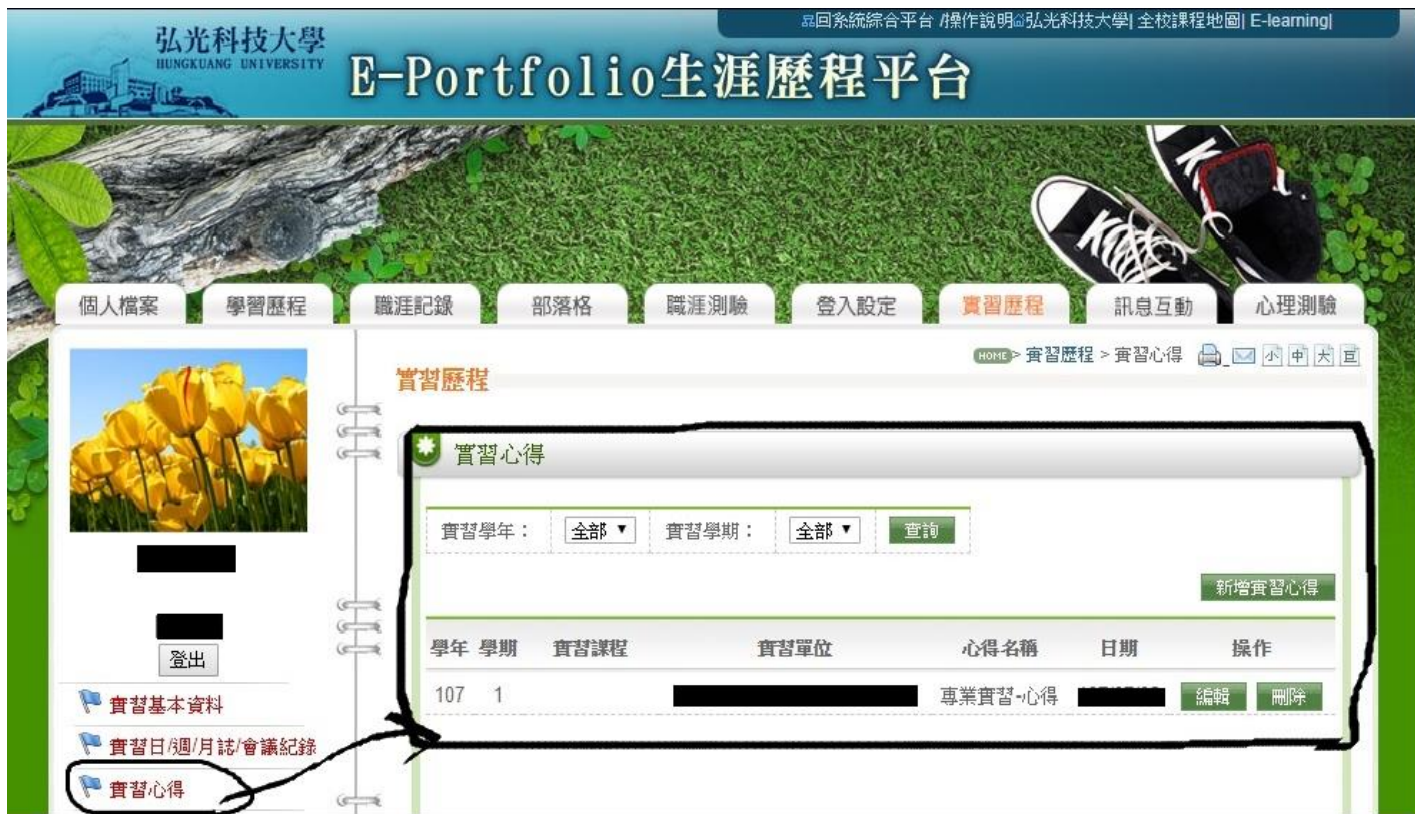 品回系統綜合平台 /操作說明 弘光科技大學| 全校課程地圖| E-learning|
弘光科技大學
HUNGKUANG UNIVERSITY
E-Portfolio生涯歷程平台
個人檔案 學習歷程 職涯記錄 部落格 職涯測驗 登入設定 實習歷程 訊息互動 心理測驗
HOME > 實習歷程 > 實習心得 小 中 大 直
實習歷程
實習心得
實習學年： 全部 實習學期： 全部 查詢
新增實習心得
學年 學期 實習課程 實習單位 心得名稱 日期 操作
107 1 專業實習-心得 編輯 刪除
登出
實習基本資料
實習日/週/月誌/會議紀錄
實習心得